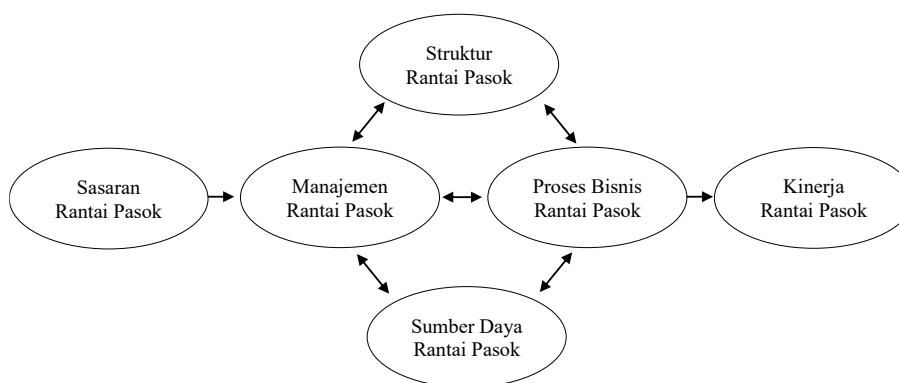 Struktur
Rantai Pasok
Sasaran
Rantai Pasok
Manajemen
Rantai Pasok
Proses Bisnis
Rantai Pasok
Kinerja
Rantai Pasok
Sumber Daya
Rantai Pasok